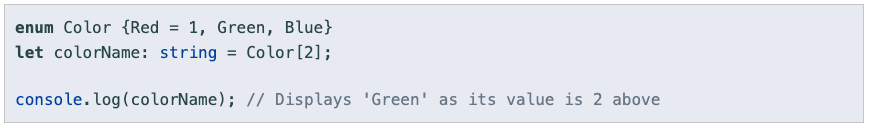 enum Color {Red = 1, Green, Blue}
let colorName: string = Color[2];
console.log(colorName); // Displays 'Green' as its value is 2 above